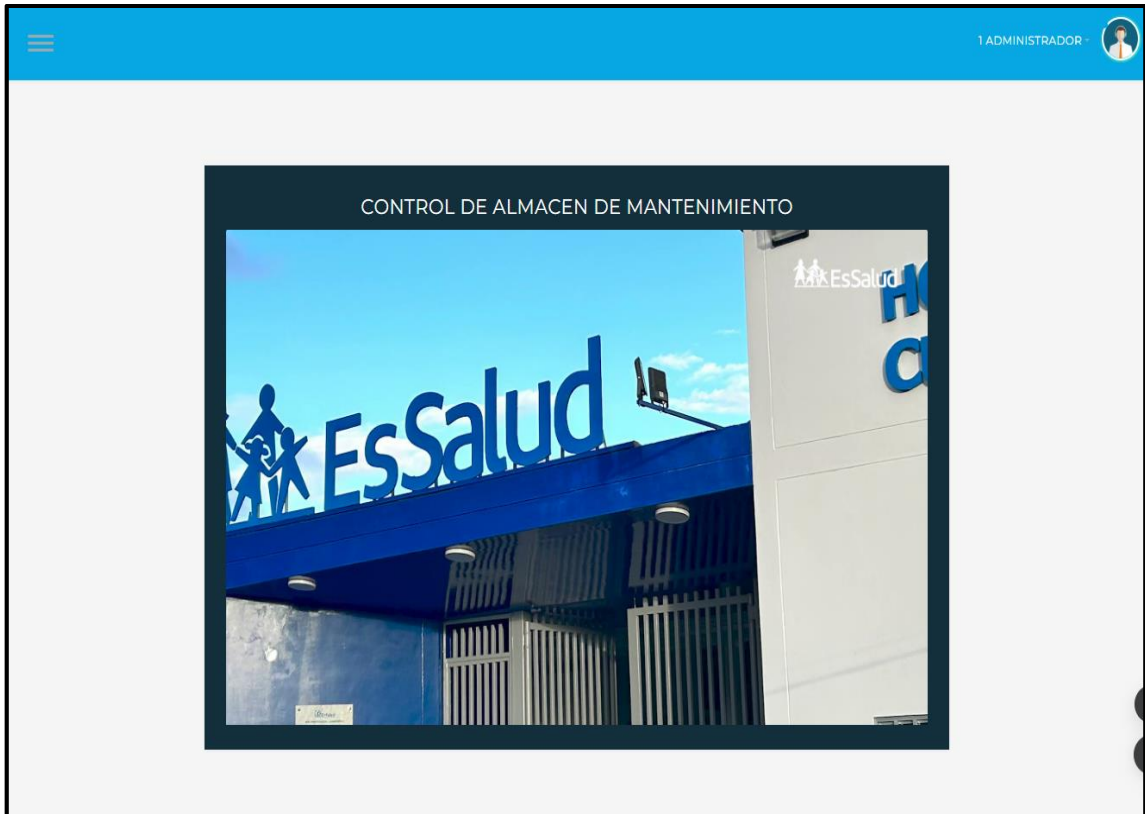 1 ADMINISTRADOR
CONTROL DE ALMACEN DE MANTENIMIENTO
EsSalud
EsSalud